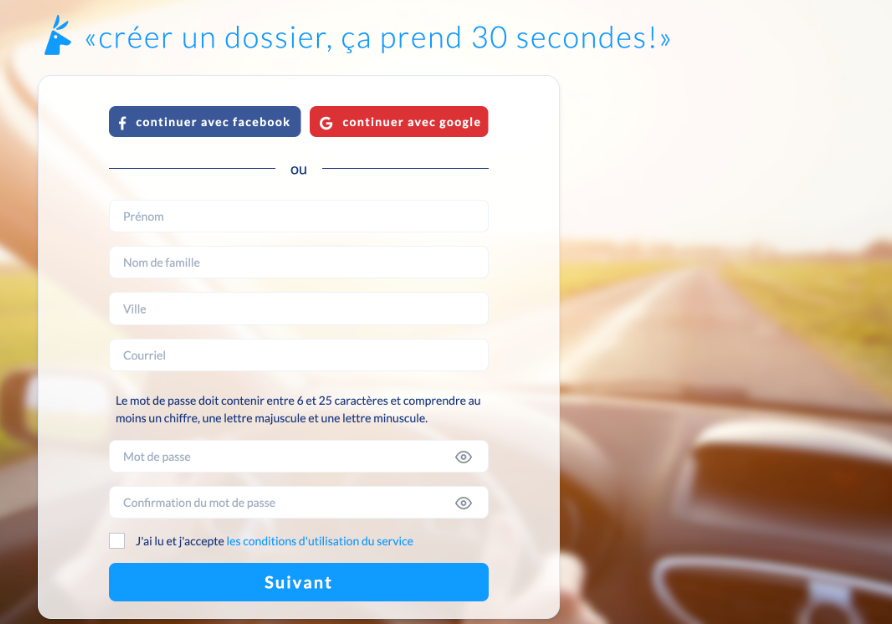 «créer un dossier, ça prend 30 secondes!»
continuer avec facebook
continuer avec google
ou
Prénom
Nom de famille
Ville
Courriel
Le mot de passe doit contenir entre 6 et 25 caractères et comprendre au
moins un chiffre, une lettre majuscule et une lettre minuscule.
Mot de passe
Confirmation du mot de passe
J'ai lu et j'accepte les conditions d'utilisation du service
Suivant